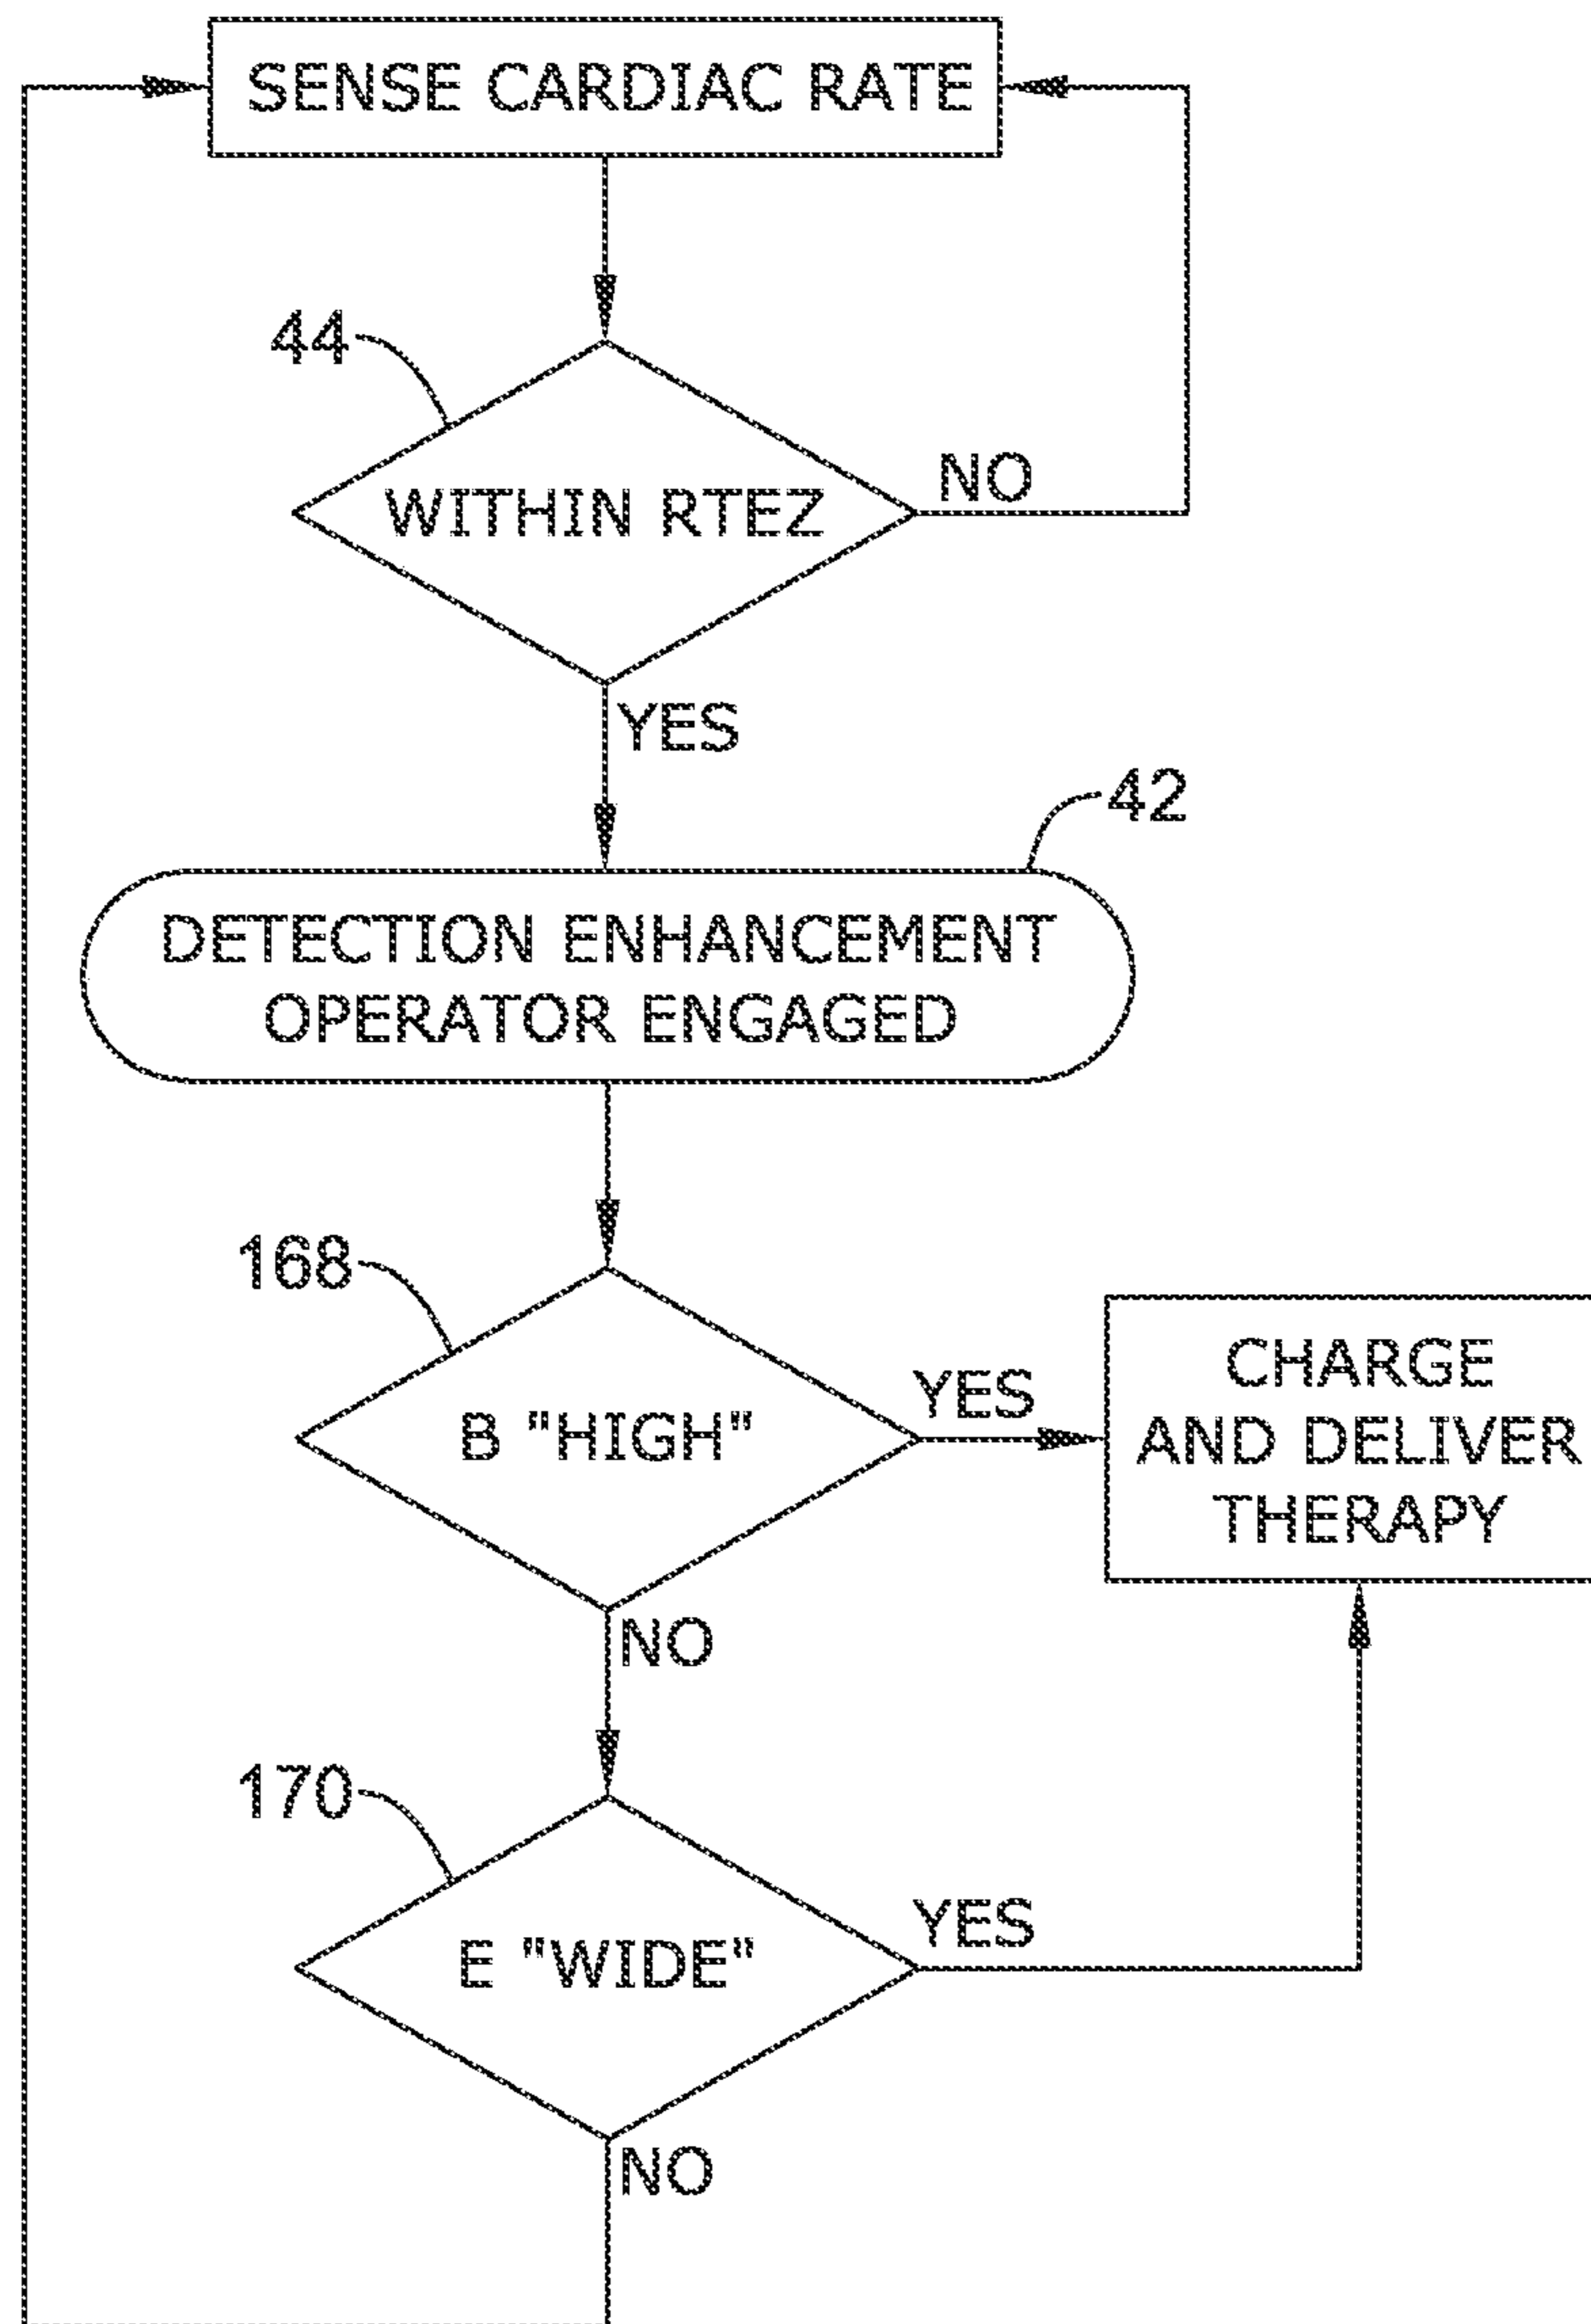 SENSE CARDIAC RATE
44
WITHIN RTEZ
NO
YES
42
DETECTION ENHANCEMENT
OPERATOR ENGAGED
168
B "HIGH"
YES
CHARGE
AND DELIVER
THERAPY
NO
170
E "WIDE"
YES
NO